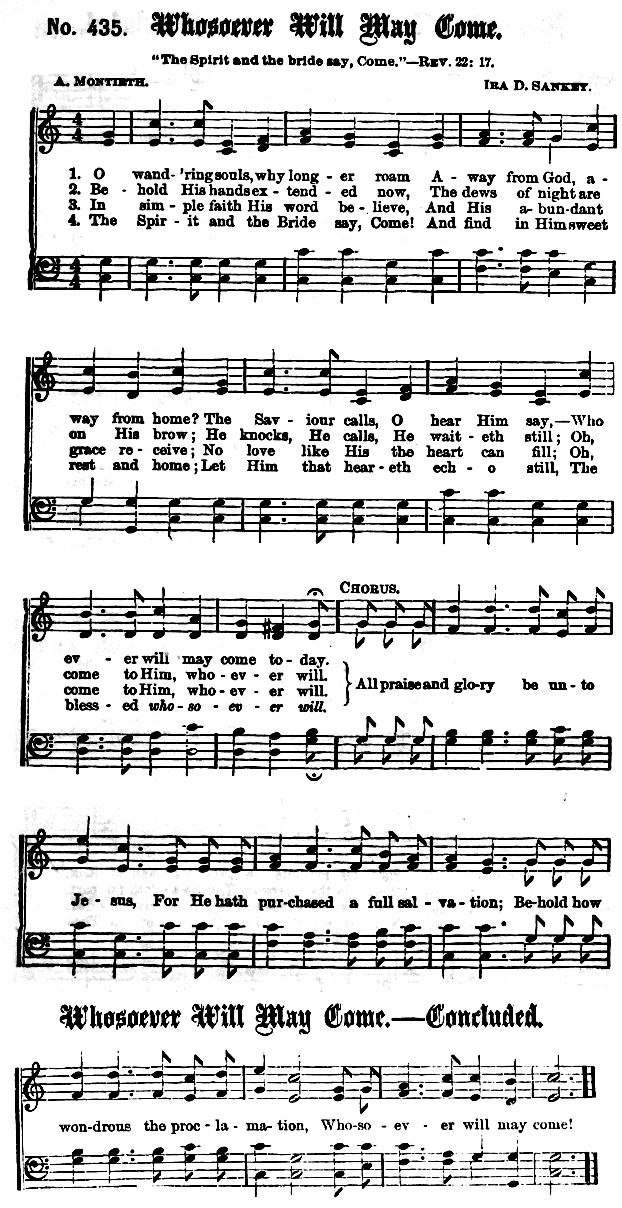 No. 435. Whosoever Will May Come.
"The Spirit and the bride say, Come."—REV. 22: 17.
A. MONTIETH. IRA D. SANKEY.
1. O wand-'ring souls, why long - er roam A - way from God, a -
2. Be - hold His hands ex - tend - ed now, The dews of night are
3. In sim - ple faith His word be - lieve, And His a - bun-dant
4. The Spir - it and the Bride say, Come! And find in Him sweet
way from home? The Sav - iour calls, O hear Him say,—Who
on His brow; He knocks, He calls, He wait - eth still; Oh,
grace re - ceive; No love like His the heart can fill; Oh,
rest and home; Let Him that hear - eth ech - o still, The
CHORUS.
ev - er will may come to - day.
come to Him, who - ev - er will.
come to Him, who - ev - er will.
bless - ed who - so - ev - er will.
All praise and glo-ry be un - to
Je - sus, For He hath pur-chased a full sal - va - tion; Be-hold how
Whosoever Will May Come.—Concluded.
won-drous the proc - la - ma - tion, Who-so - ev - er will may come!